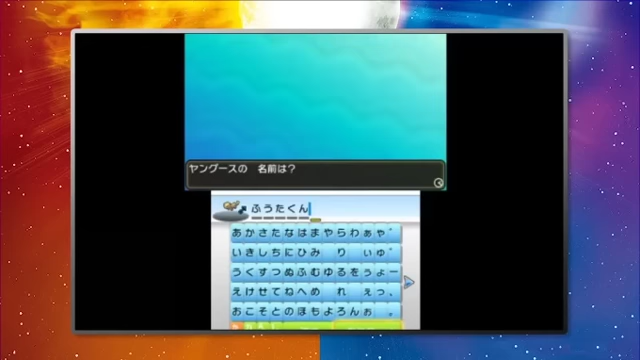 ヤングースの　名前は？
ふうたくん
あかさたなはまやらわぁゃ゛
いきしちにひみ　り　ぃゅ゜
うくすつぬふむゆるをぅょー
えけせてねへめ　れ　ぇっ、
おこそとのほもよろんぉ　。